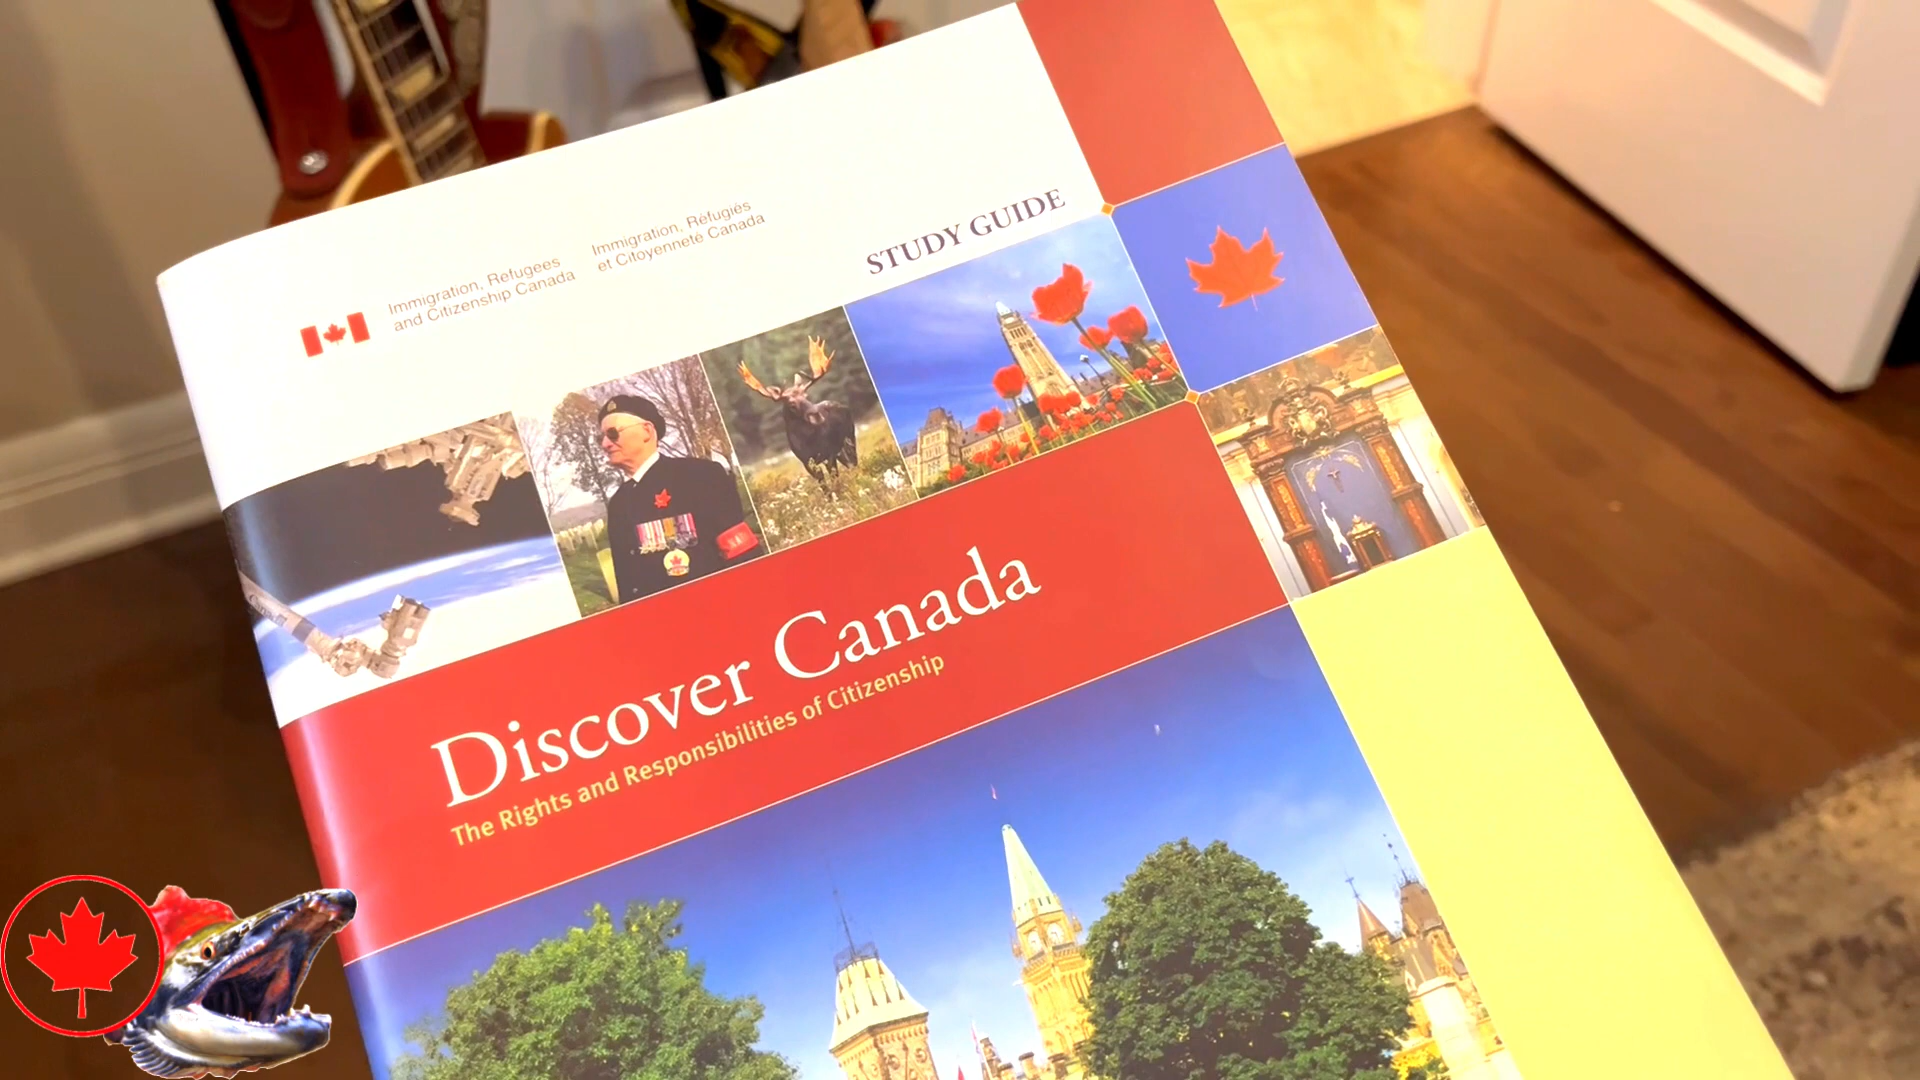 Immigration, Refugees
and Citizenship Canada
Immigration, Réfugiés
et Citoyenneté Canada
STUDY GUIDE
Discover Canada
The Rights and Responsibilities of Citizenship